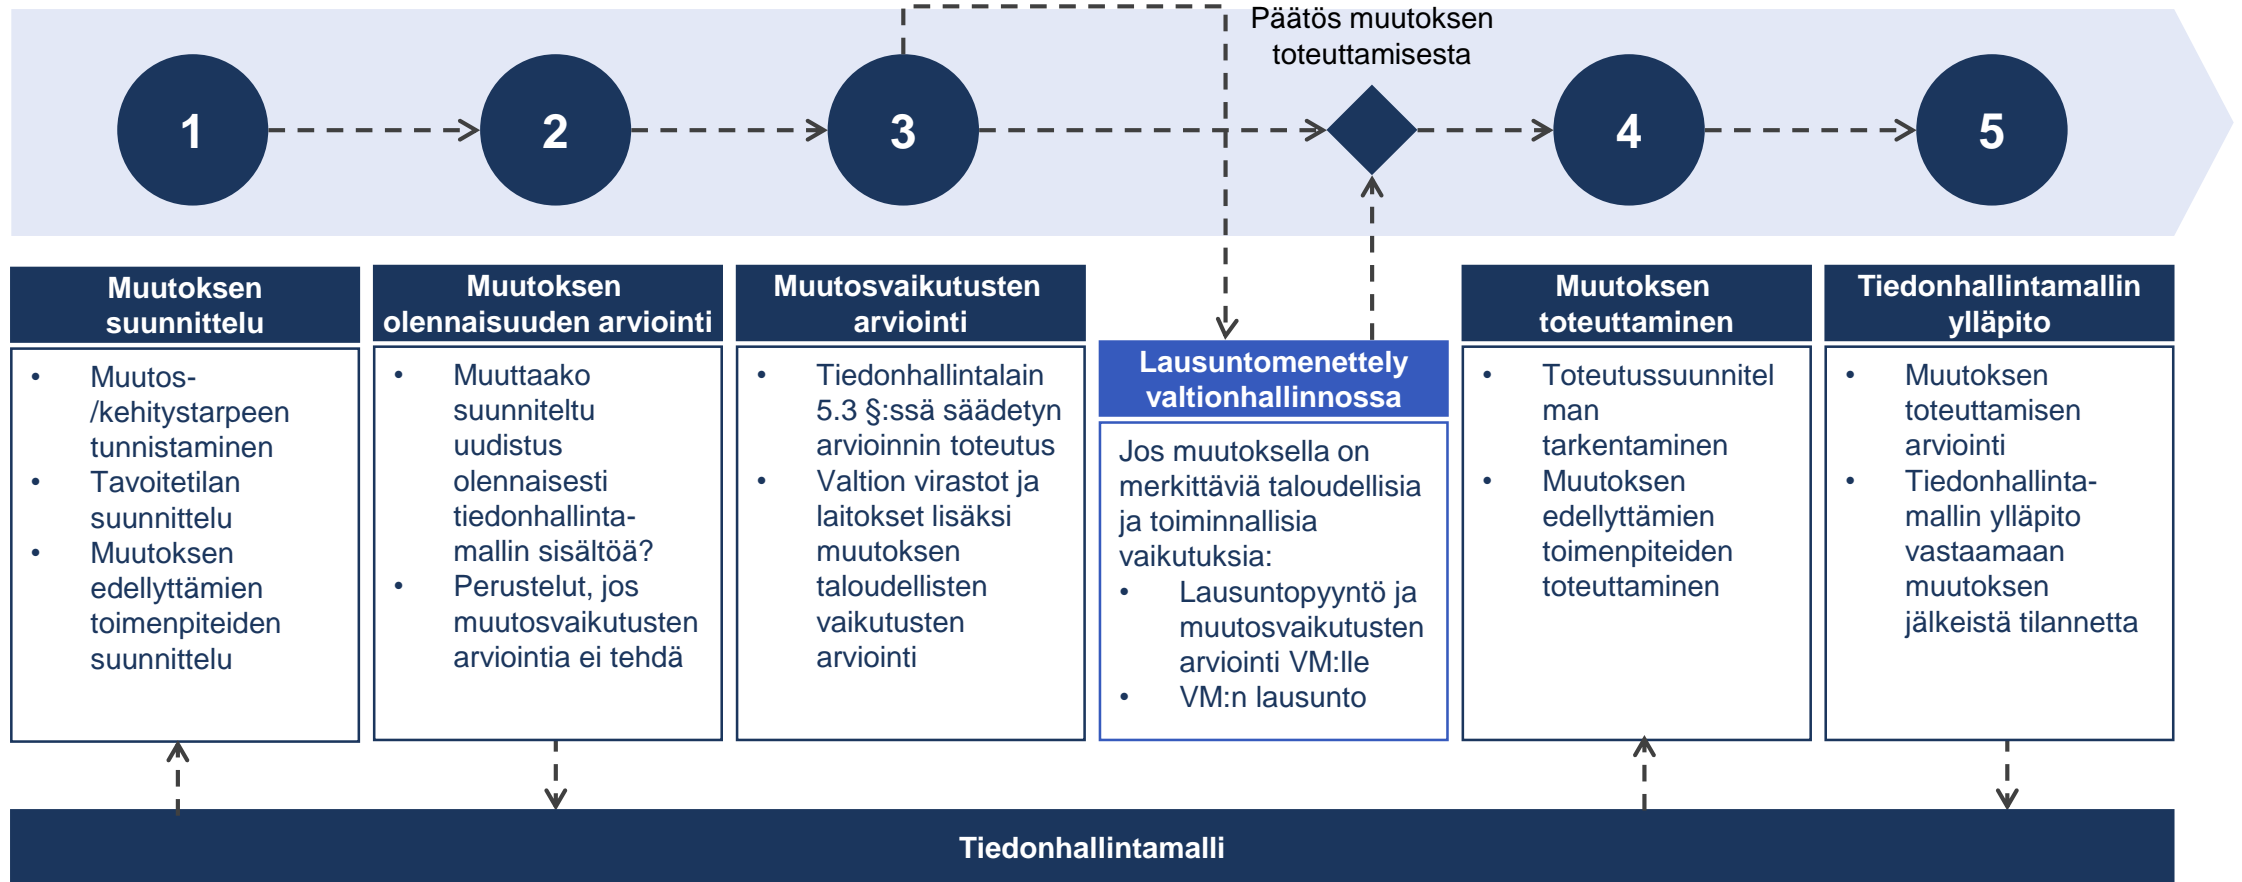 Päätös muutoksen
toteuttamisesta
1
2
3
4
5
Muutoksen
suunnittelu
• Muutos-
/kehitystarpeen
tunnistaminen
• Tavoitetilan
suunnittelu
• Muutoksen
edellyttämien
toimenpiteiden
suunnittelu
Muutoksen
olennaisuuden arviointi
• Muuttaako
suunniteltu
uudistus
olennaisesti
tiedonhallinta-
mallin sisältöä?
• Perustelut, jos
muutosvaikutusten
arviointia ei tehdä
Muutosvaikutusten
arviointi
• Tiedonhallintalain
5.3 §:ssä säädetyn
arvioinnin toteutus
• Valtion virastot ja
laitokset lisäksi
muutoksen
taloudellisten
vaikutusten
arviointi
Lausuntomenettely
valtionhallinnossa
Jos muutoksella on
merkittäviä taloudellisia
ja toiminnallisia
vaikutuksia:
• Lausuntopyyntö ja
muutosvaikutusten
arviointi VM:lle
• VM:n lausunto
Muutoksen
toteuttaminen
• Toteutussuunnitel
man
tarkentaminen
• Muutoksen
edellyttämien
toimenpiteiden
toteuttaminen
Tiedonhallintamallin
ylläpito
• Muutoksen
toteuttamisen
arviointi
• Tiedonhallinta-
mallin ylläpito
vastaamaan
muutoksen
jälkeistä tilannetta
Tiedonhallintamalli